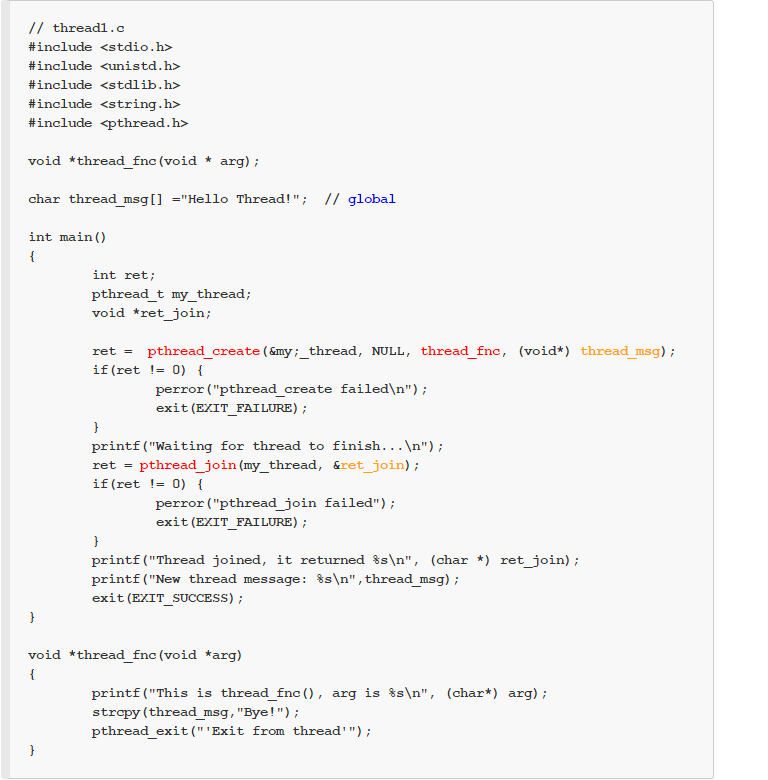 // thread1.c
#include <stdio.h>
#include <unistd.h>
#include <stdlib.h>
#include <string.h>
#include <pthread.h>
void *thread_fnc(void * arg);
char thread_msg[] ="Hello Thread!";  // global
int main()
{
        int ret;
        pthread_t my_thread;
        void *ret_join;
        ret =  pthread_create(&my;_thread, NULL, thread_fnc, (void*) thread_msg);
        if(ret != 0) {
                perror("pthread_create failed\n");
                exit(EXIT_FAILURE);
        }
        printf("Waiting for thread to finish...\n");
        ret = pthread_join(my_thread, &ret_join);
        if(ret != 0) {
                perror("pthread_join failed");
                exit(EXIT_FAILURE);
        }
        printf("Thread joined, it returned %s\n", (char *) ret_join);
        printf("New thread message: %s\n",thread_msg);
        exit(EXIT_SUCCESS);
}
void *thread_fnc(void *arg)
{
        printf("This is thread_fnc(), arg is %s\n", (char*) arg);
        strcpy(thread_msg,"Bye!");
        pthread_exit("'Exit from thread'");
}